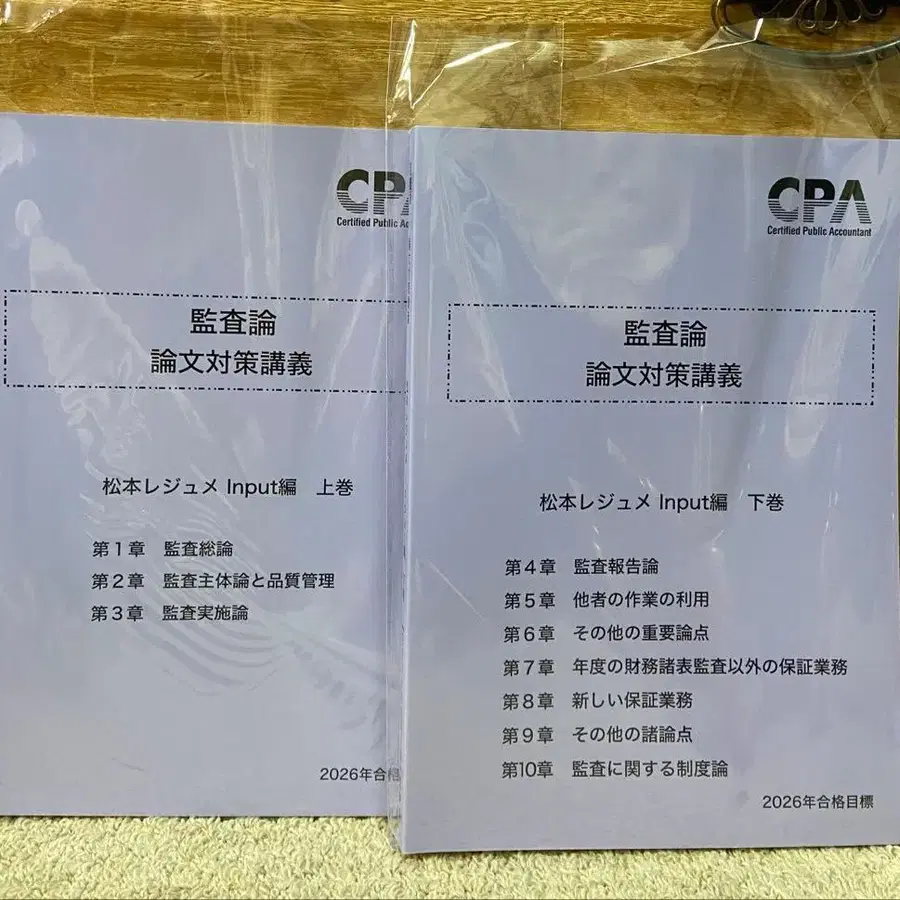 CPA
Certified Public Ac
監査論
論文対策講義
松本レジュメ Input編 上巻
第1章 監査総論
第2章 監査主体論と品質管理
第3章 監査実施論
2026年合格
CPA
Certified Public Accountant
監査論
論文対策講義
松本レジュメ Input編 下巻
第4章 監査報告論
第5章 他者の作業の利用
第6章 その他の重要論点
第7章 年度の財務諸表監査以外の保証業務
第8章 新しい保証業務
第9章 その他の諸論点
第10章 監査に関する制度論
2026年合格目標